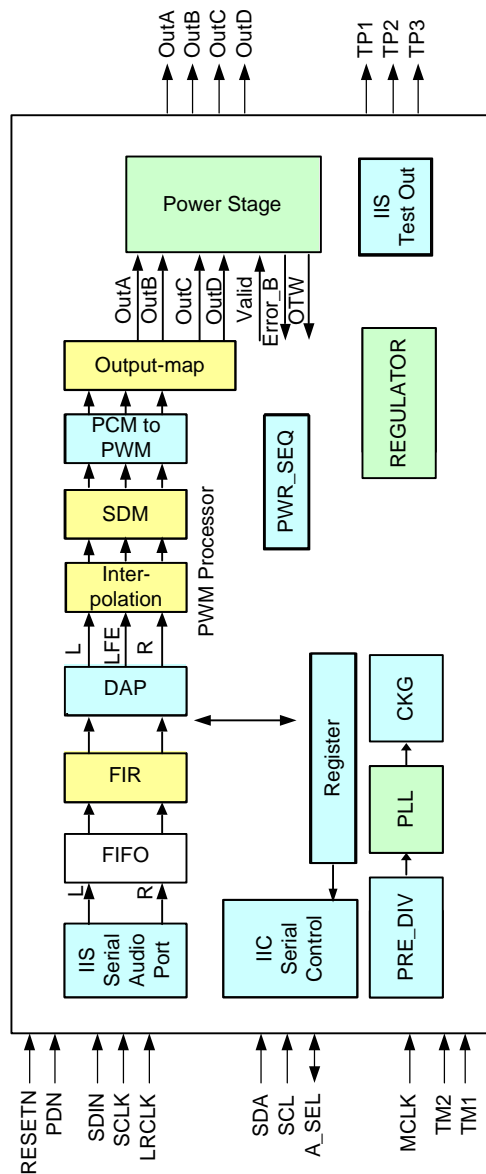 OutA
OutB
OutC
OutD
TP1
TP2
TP3
Power Stage
IIS
Test Out
OutA
OutB
OutC
OutD
Valid
Error_B
OTW
Output-map
REGULATOR
PCM to
PWM
PWR_SEQ
SDM
Inter-
polation
PWM Processor
L
LFE
R
DAP
Register
CKG
FIR
PLL
FIFO
L
R
IIS
Serial
Audio
Port
IIC
Serial
Control
PRE_DIV
RESETN
PDN
SDIN
SCLK
LRCLK
SDA
SCL
A_SEL
MCLK
TM2
TM1